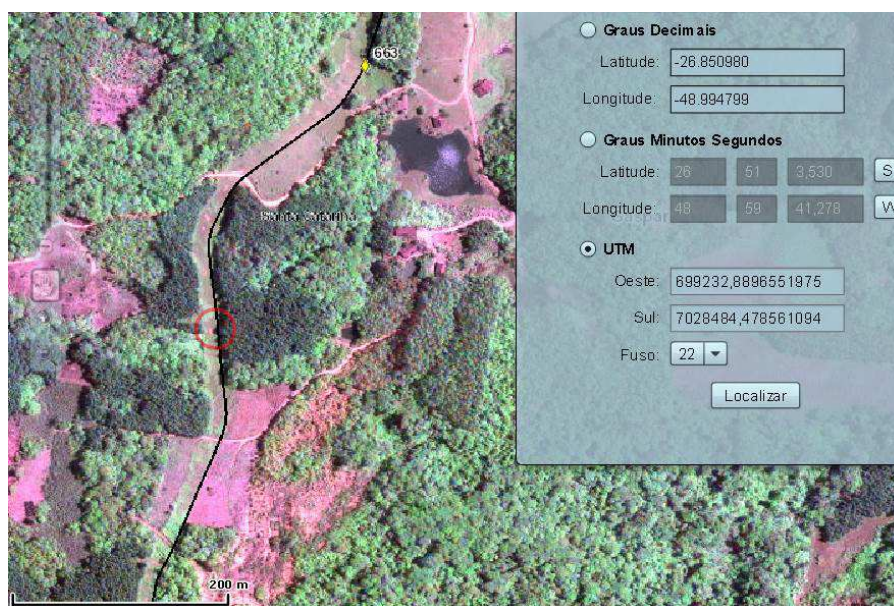 663
Santa Catarina
200 m
Graus Decimais
Latitude: -26.850980
Longitude: -48.994799
Graus Minutos Segundos
Latitude: 26 51 3,530 S
Longitude: 48 59 41,278 W
Gaspar
UTM
Oeste: 699232,8896551975
Sul: 7028484,478561094
Fuso: 22
Localizar